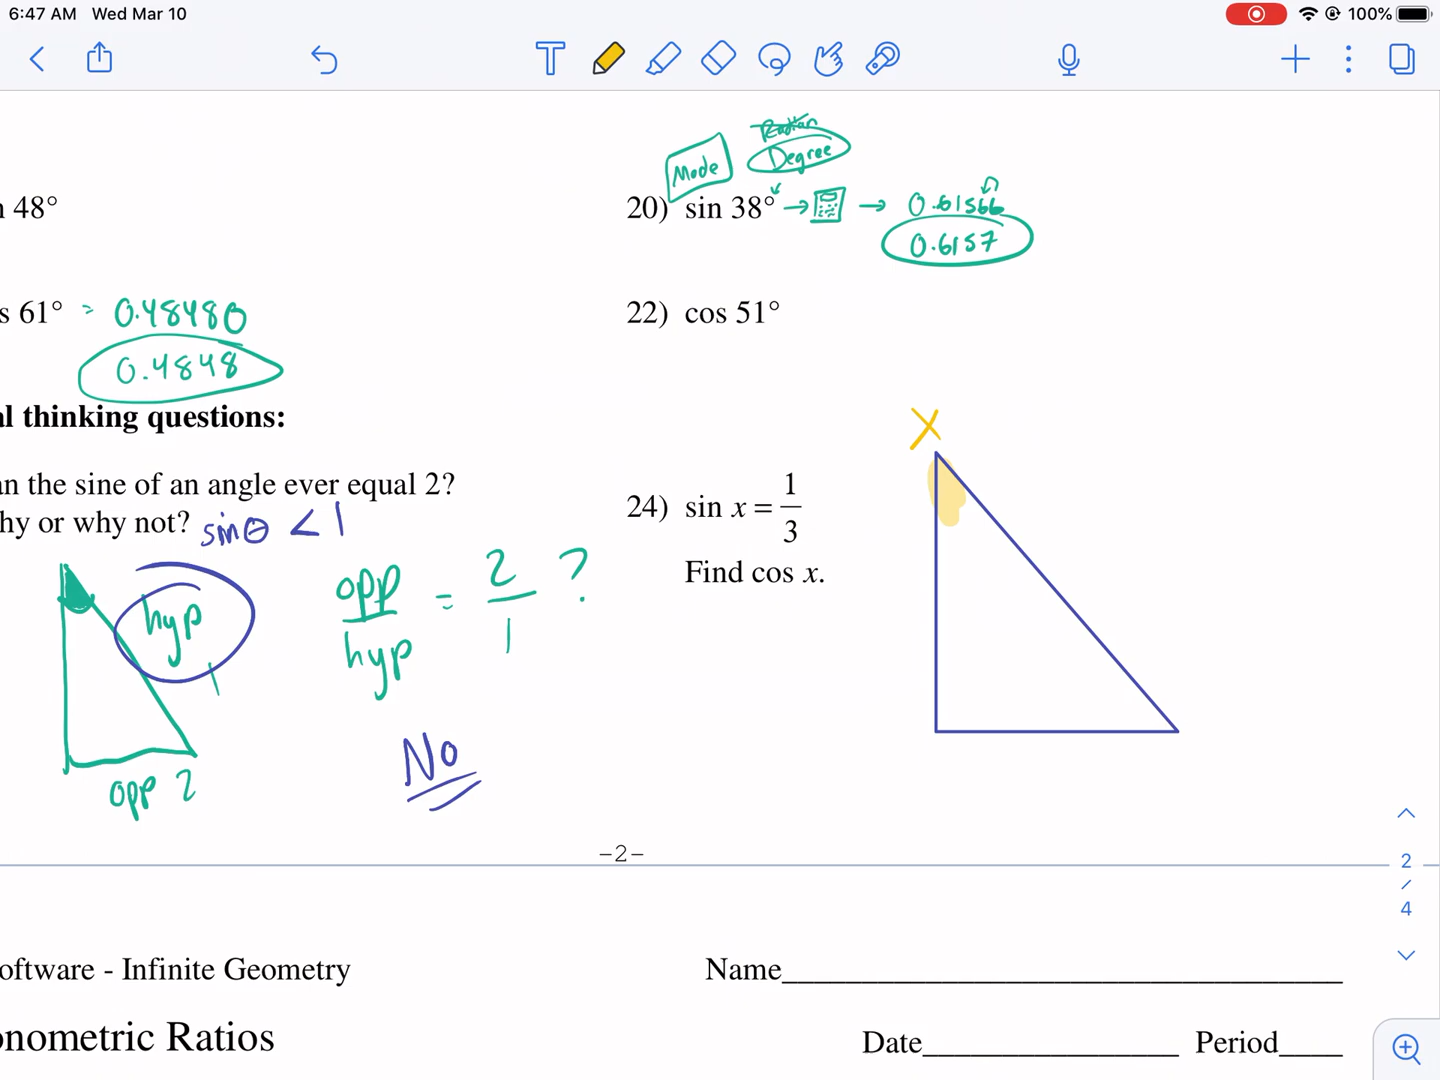 6:47 AM Wed Mar 10
100%
Radian
Mode Degree
n 48°
20) sin 38° → → 0.61566
0.6157
s 61° = 0.48480
0.4848
22) cos 51°
al thinking questions:
an the sine of an angle ever equal 2?
hy or why not? sinθ < 1
24) sin x = 1/3
Find cos x.
X
hyp
1
opp 2
opp/hyp = 2/1 ?
No
-2-
2
/
4
oftware - Infinite Geometry
Name
onometric Ratios
Date Period